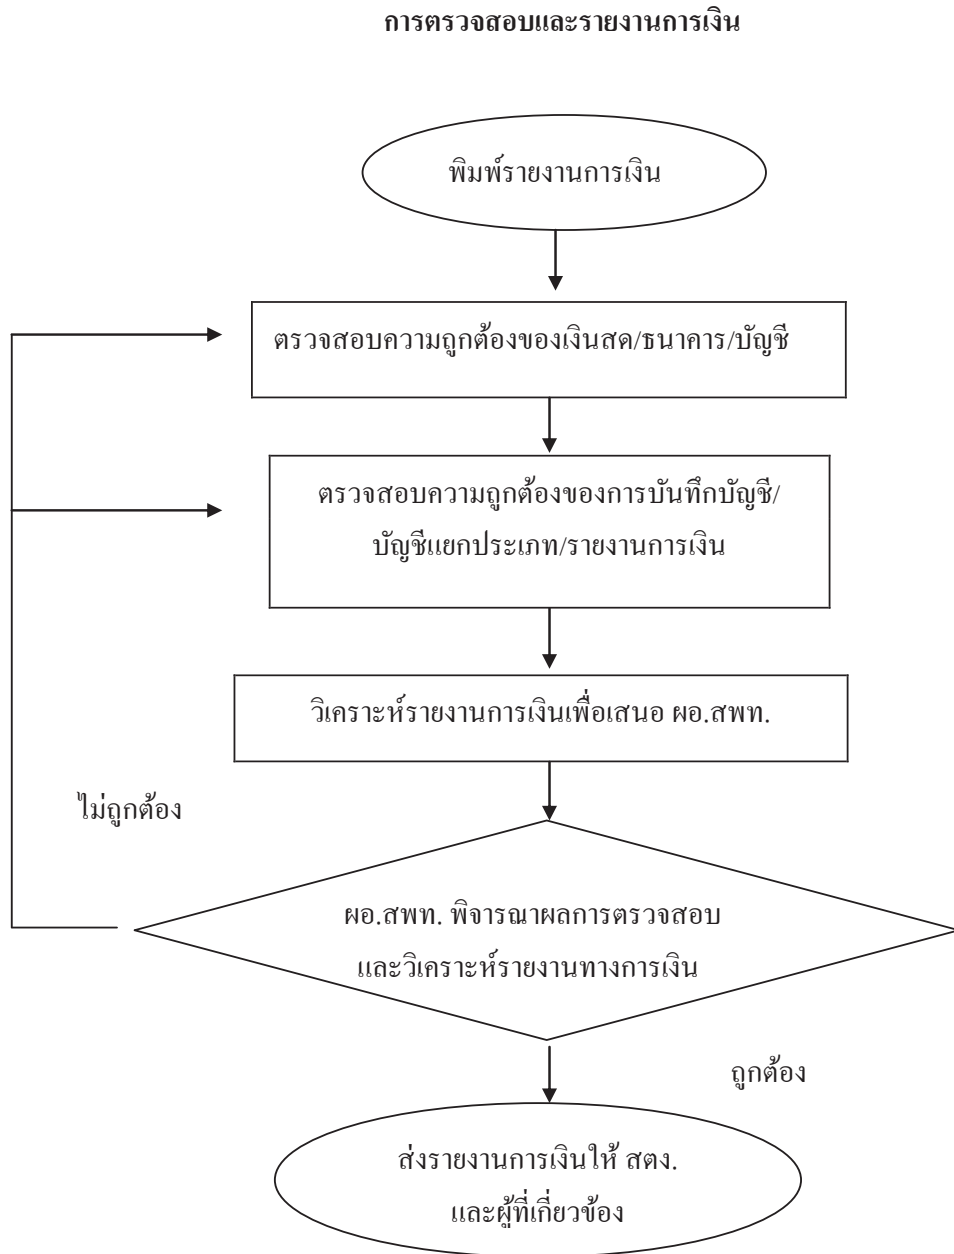 การตรวจสอบและรายงานการเงิน
พิมพ์รายงานการเงิน
ตรวจสอบความถูกต้องของเงินสด/ธนาคาร/บัญชี
ตรวจสอบความถูกต้องของการบันทึกบัญชี/
บัญชีแยกประเภท/รายงานการเงิน
วิเคราะห์รายงานการเงินเพื่อเสนอ ผอ.สพท.
ไม่ถูกต้อง
ผอ.สพท. พิจารณาผลการตรวจสอบ
และวิเคราะห์รายงานทางการเงิน
ถูกต้อง
ส่งรายงานการเงินให้ สตง.
และผู้ที่เกี่ยวข้อง